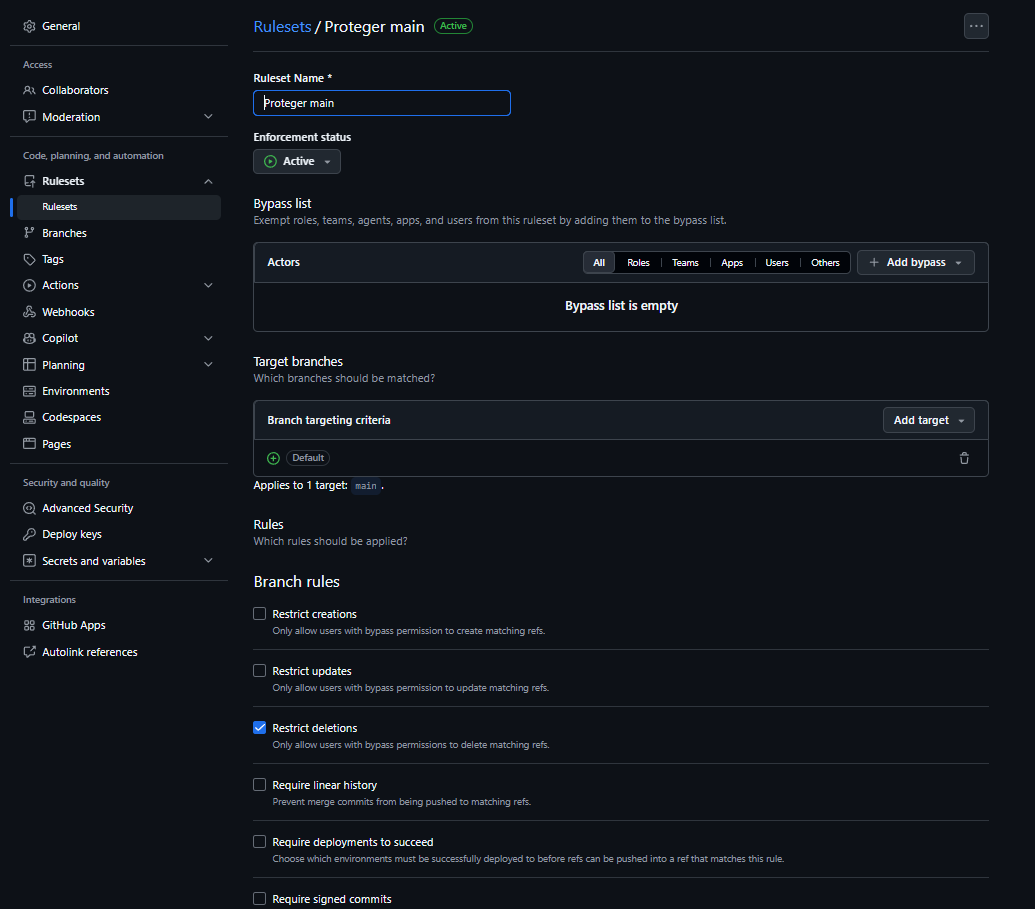 General
Access
Collaborators
Moderation
Code, planning, and automation
Rulesets
Rulesets
Branches
Tags
Actions
Webhooks
Copilot
Planning
Environments
Codespaces
Pages
Security and quality
Advanced Security
Deploy keys
Secrets and variables
Integrations
GitHub Apps
Autolink references
Rulesets / Proteger main Active
Ruleset Name *
Proteger main
Enforcement status
Active
Bypass list
Exempt roles, teams, agents, apps, and users from this ruleset by adding them to the bypass list.
Actors All Roles Teams Apps Users Others Add bypass
Bypass list is empty
Target branches
Which branches should be matched?
Branch targeting criteria Add target
Default
Applies to 1 target: main.
Rules
Which rules should be applied?
Branch rules
Restrict creations
Only allow users with bypass permission to create matching refs.
Restrict updates
Only allow users with bypass permission to update matching refs.
Restrict deletions
Only allow users with bypass permissions to delete matching refs.
Require linear history
Prevent merge commits from being pushed to matching refs.
Require deployments to succeed
Choose which environments must be successfully deployed to before refs can be pushed into a ref that matches this rule.
Require signed commits